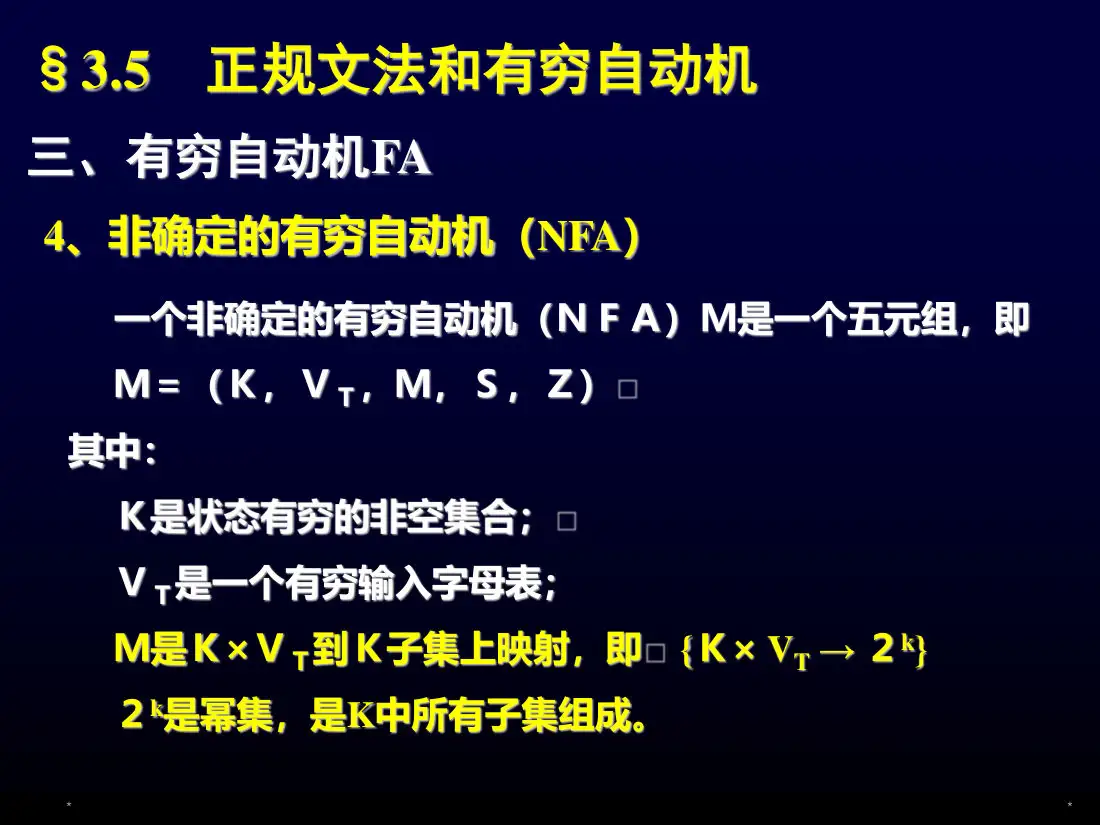 §3.5 正规文法和有穷自动机
三、有穷自动机FA
4、非确定的有穷自动机（NFA）
一个非确定的有穷自动机（ＮＦＡ）M是一个五元组，即
M＝（K，ＶT，M，Ｓ，Ｚ）□
其中：
Ｋ是状态有穷的非空集合；□
ＶT是一个有穷输入字母表；
M是Ｋ×ＶT到Ｋ子集上映射，即□ {Ｋ× VT → ２k}
２k是幂集，是K中所有子集组成。
* *